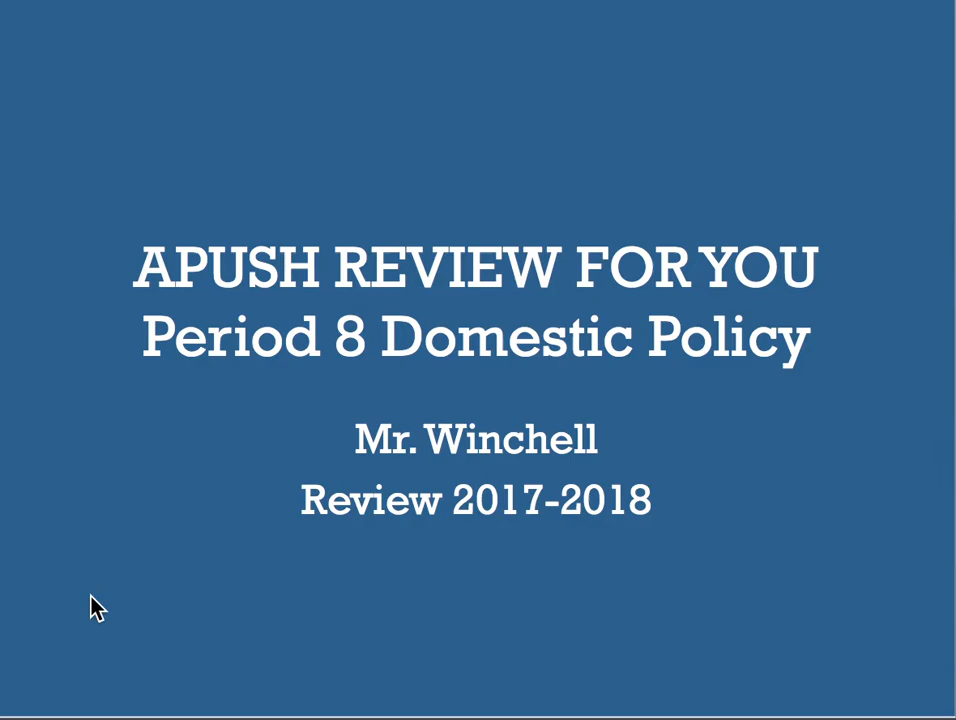 APUSH REVIEW FOR YOU
Period 8 Domestic Policy
Mr. Winchell
Review 2017-2018